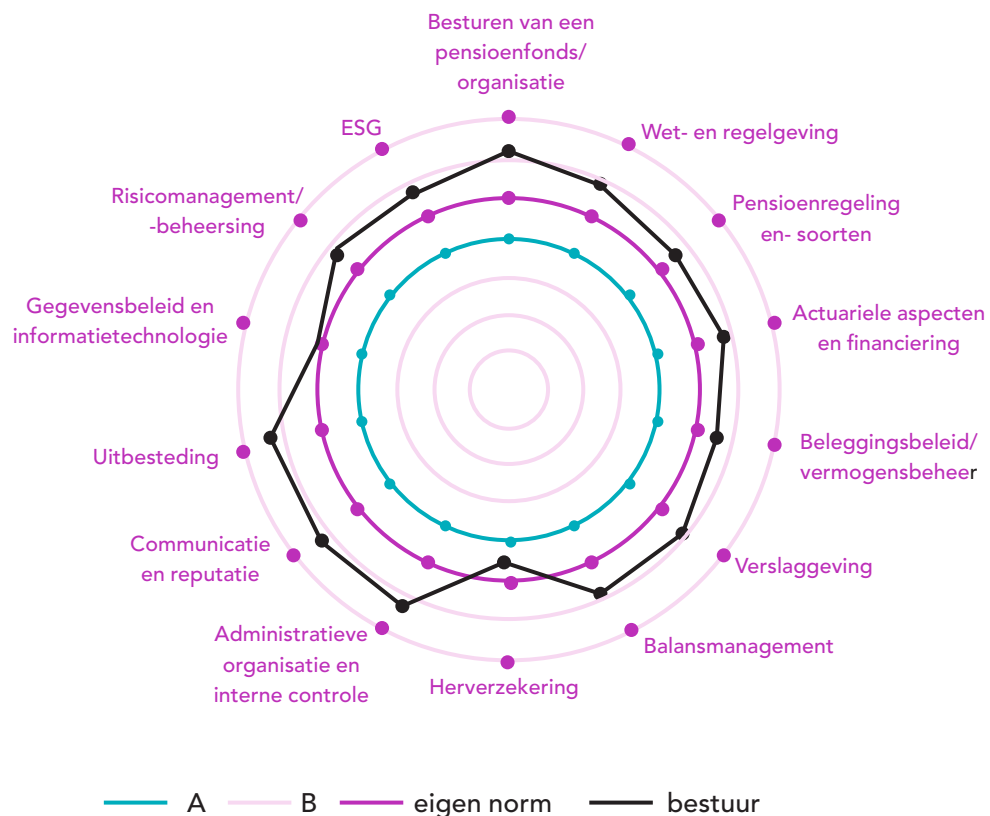 Besturen van een
pensioenfonds/
organisatie
Wet- en regelgeving
Pensioenregeling
en- soorten
Actuariele aspecten
en financiering
Beleggingsbeleid/
vermogensbeheer
Verslaggeving
Balansmanagement
Herverzekering
Administratieve
organisatie en
interne controle
Communicatie
en reputatie
Uitbesteding
Gegevensbeleid en
informatietechnologie
Risicomanagement/
-beheersing
ESG
A B eigen norm bestuur